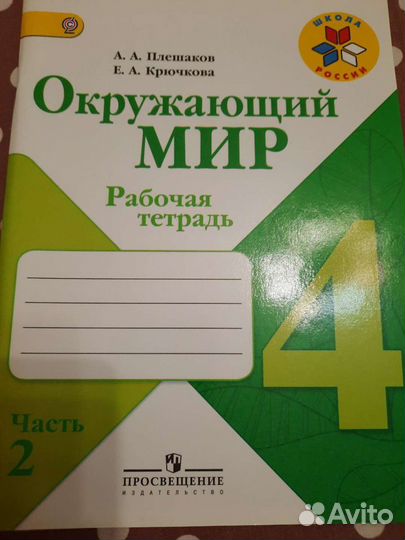 А. А. Плешаков
Е. А. Крючкова
ШКОЛА
РОССИИ
Окружающий
МИР
Рабочая
тетрадь
4
Часть
2
ПРОСВЕЩЕНИЕ
ИЗДАТЕЛЬСТВО
Avito